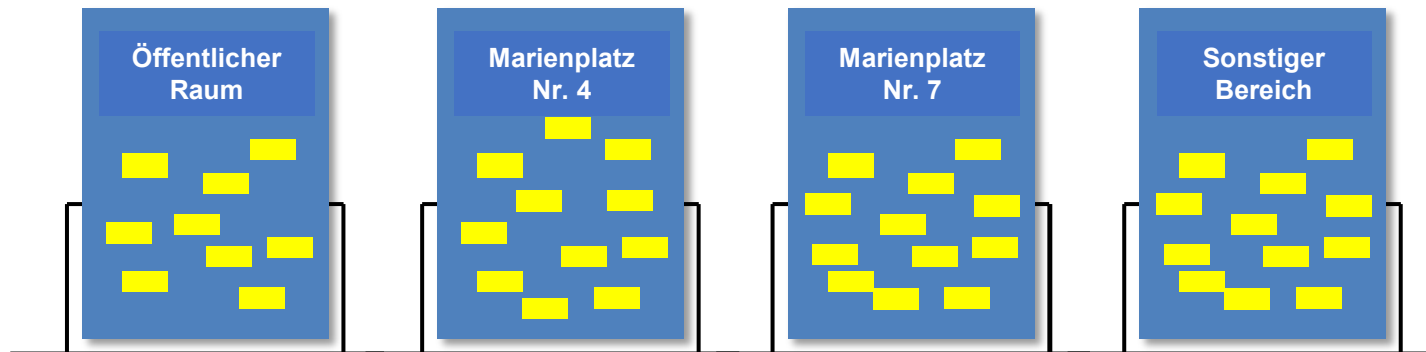 Öffentlicher
Raum
Marienplatz
Nr. 4
Marienplatz
Nr. 7
Sonstiger
Bereich